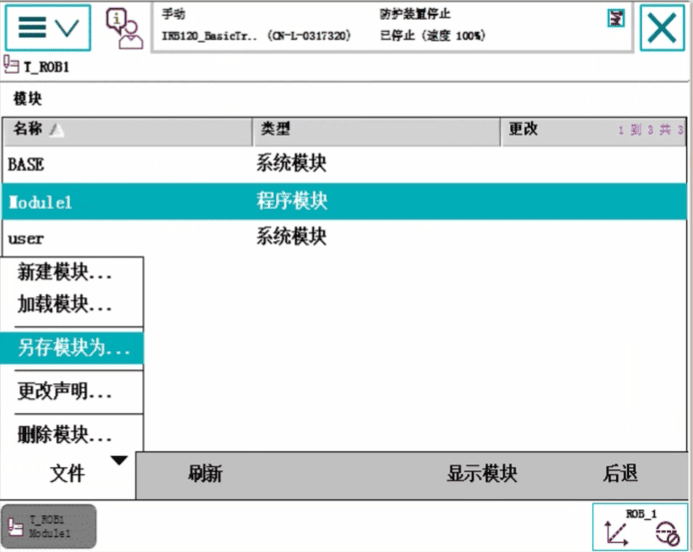 手动
防护装置停止
IRB120_BasicTr.. (CN-L-0317320)
已停止 (速度 100%)
T_ROB1
模块
名称
类型
更改
1 到 3 共 3
BASE
系统模块
Module1
程序模块
user
系统模块
新建模块...
加载模块...
另存模块为...
更改声明...
删除模块...
文件
刷新
显示模块
后退
T_ROB1
Module1
ROB_1